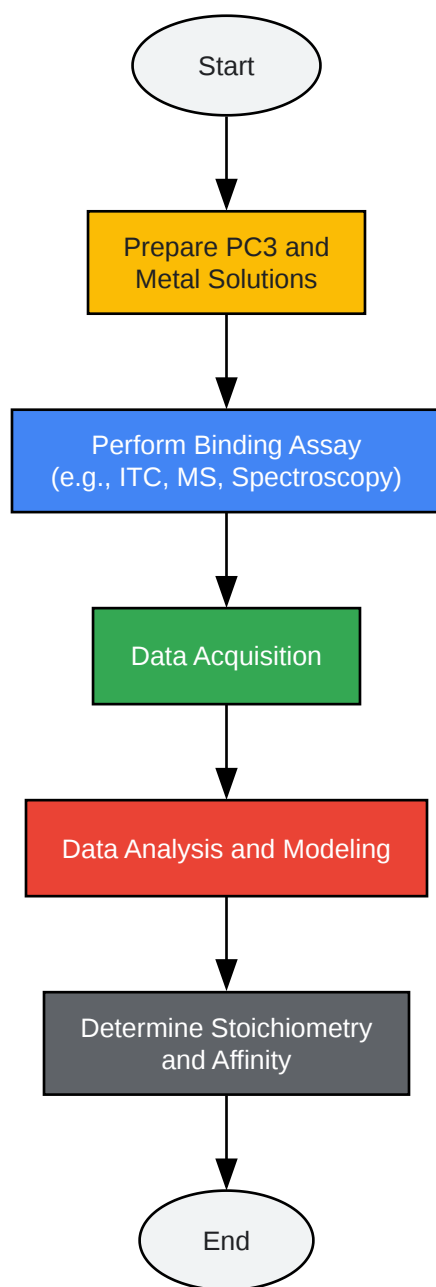 Start
Prepare PC3 and
Metal Solutions
Perform Binding Assay
(e.g., ITC, MS, Spectroscopy)
Data Acquisition
Data Analysis and Modeling
Determine Stoichiometry
and Affinity
End